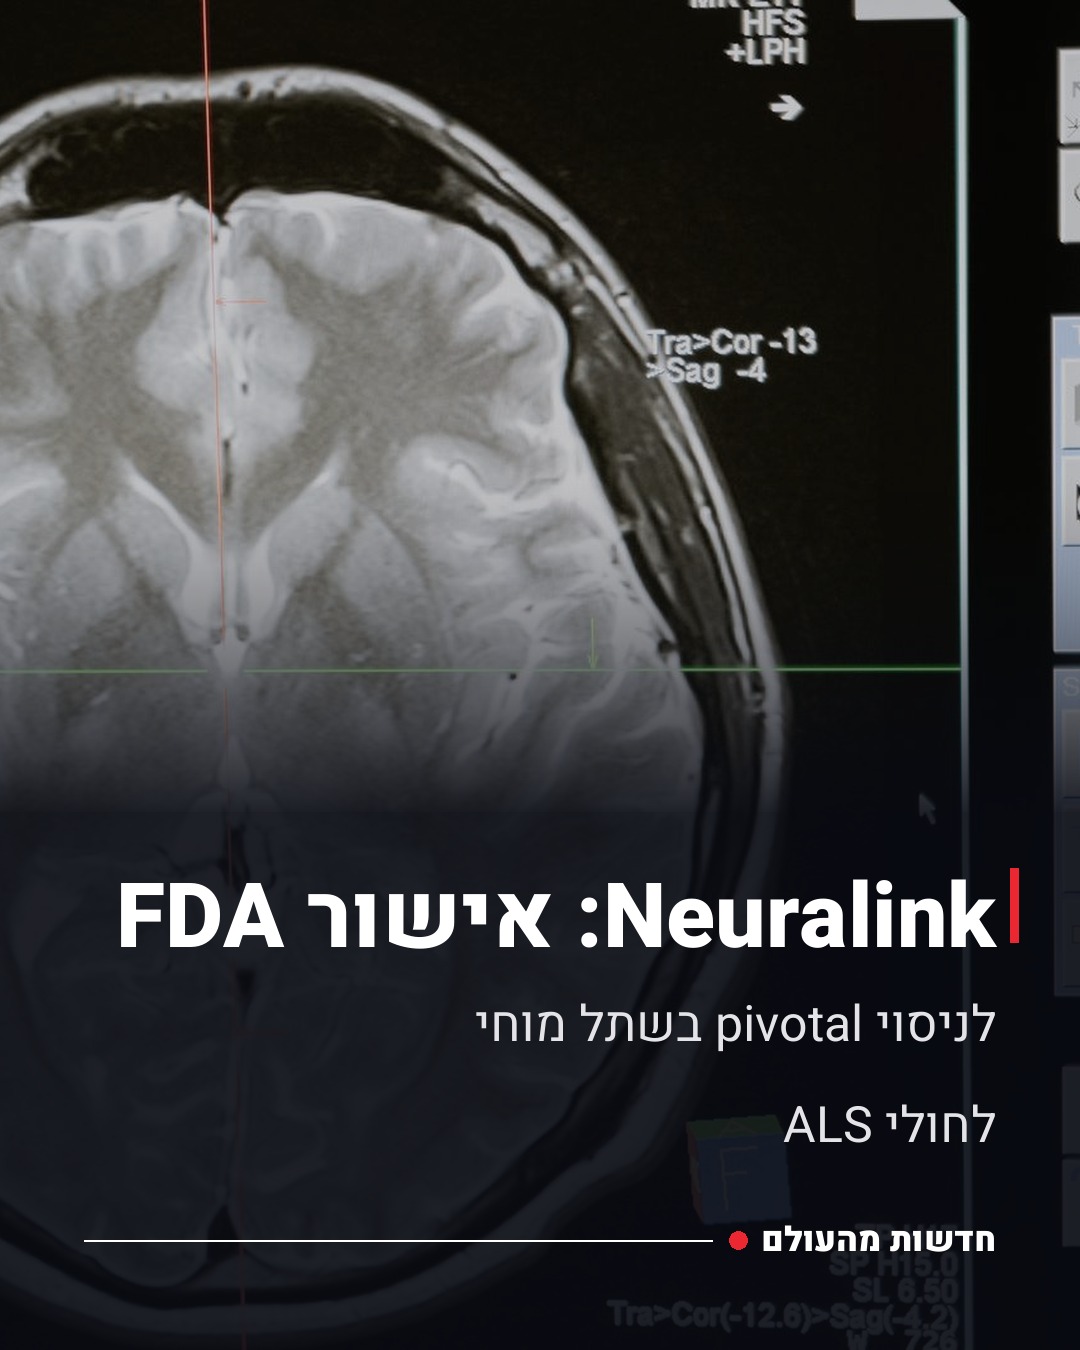 HFS
+LPH
Tra>Cor -13
>Sag -4
Neuralink: אישור FDA
לניסוי pivotal בשתל מוחי
לחולי ALS
חדשות מהעולם
SP H15.0
SL 6.50
Tra>Cor(-12.6)>Sag(-4.2)
W 726